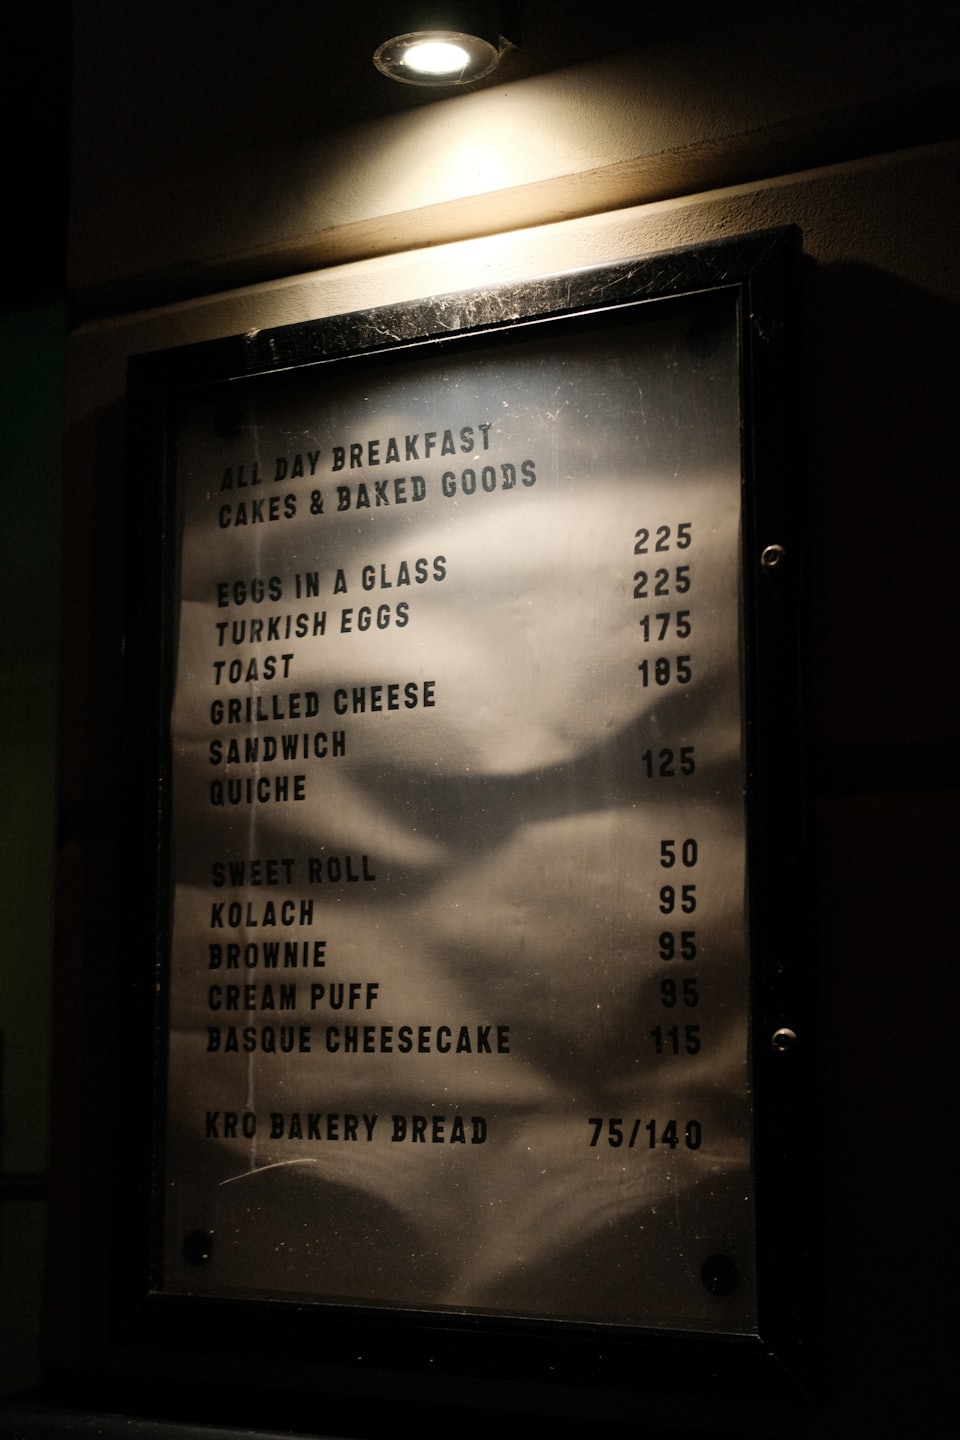 ALL DAY BREAKFAST
CAKES & BAKED GOODS
EGGS IN A GLASS 225
TURKISH EGGS 225
TOAST 175
GRILLED CHEESE 185
SANDWICH
QUICHE 125
SWEET ROLL 50
KOLACH 95
BROWNIE 95
CREAM PUFF 95
BASQUE CHEESECAKE 115
KRO BAKERY BREAD 75/140